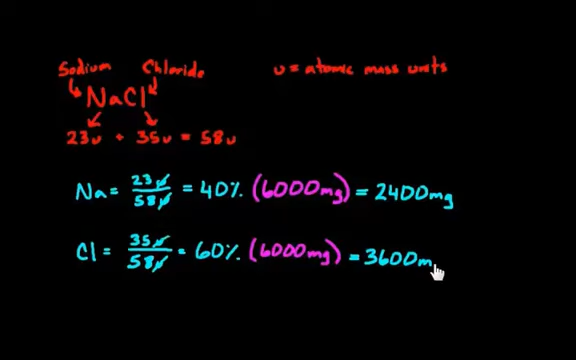 Sodium Chloride u = atomic mass units
NaCl
23u + 35u = 58u
Na = 23u/58u = 40% (6000mg) = 2400mg
Cl = 35u/58u = 60% (6000mg) = 3600m